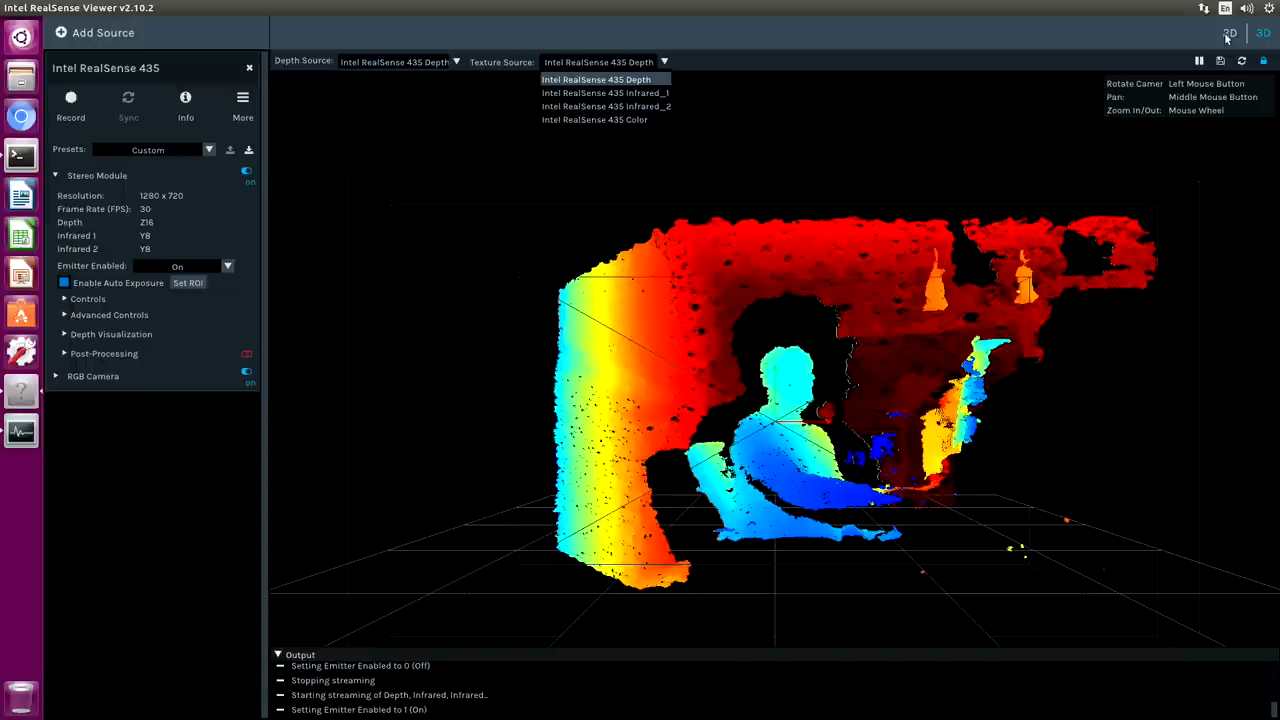 Intel RealSense Viewer v2.10.2
En
Add Source
2D
3D
Intel RealSense 435
Depth Source:
Intel RealSense 435 Depth
Texture Source:
Intel RealSense 435 Depth
Intel RealSense 435 Depth
Intel RealSense 435 Infrared_1
Intel RealSense 435 Infrared_2
Intel RealSense 435 Color
Rotate Camer Left Mouse Button
Pan: Middle Mouse Button
Zoom In/Out: Mouse Wheel
Record
Sync
Info
More
Presets: Custom
Stereo Module
on
Resolution: 1280 x 720
Frame Rate (FPS): 30
Depth Z16
Infrared 1 Y8
Infrared 2 Y8
Emitter Enabled: On
Enable Auto Exposure Set ROI
Controls
Advanced Controls
Depth Visualization
Post-Processing
RGB Camera
on
Output
Setting Emitter Enabled to 0 (Off)
Stopping streaming
Starting streaming of Depth, Infrared, Infrared...
Setting Emitter Enabled to 1 (On)